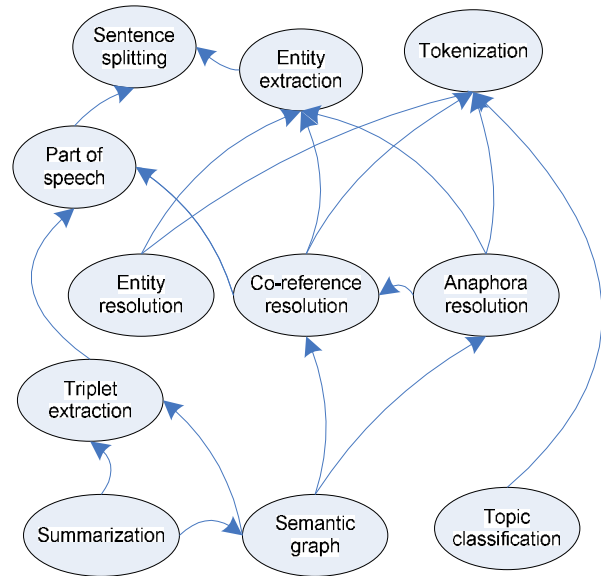 Sentence
splitting
Entity
extraction
Tokenization
Part of
speech
Entity
resolution
Co-reference
resolution
Anaphora
resolution
Triplet
extraction
Summarization
Semantic
graph
Topic
classification